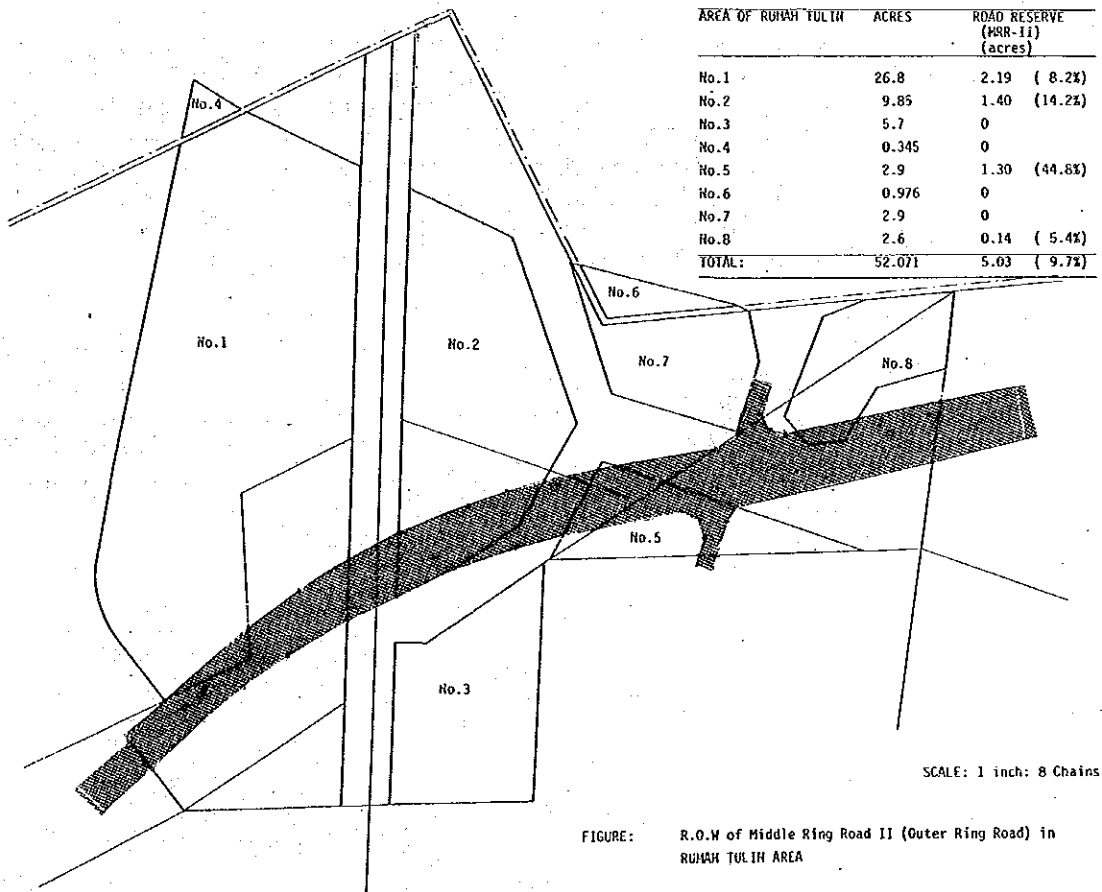 AREA OF RUMAH TULIN ACRES ROAD RESERVE
(MRR-II)
(acres)
No.1 26.8 2.19 ( 8.2%)
No.2 9.85 1.40 (14.2%)
No.3 5.7 0
No.4 0.345 0
No.5 2.9 1.30 (44.8%)
No.6 0.976 0
No.7 2.9 0
No.8 2.6 0.14 ( 5.4%)
TOTAL: 52.071 5.03 ( 9.7%)
No.4
No.6
No.1
No.2
No.7
No.8
No.5
No.3
SCALE: 1 inch: 8 Chains
FIGURE: R.O.W of Middle Ring Road II (Outer Ring Road) in
RUMAH TULIN AREA